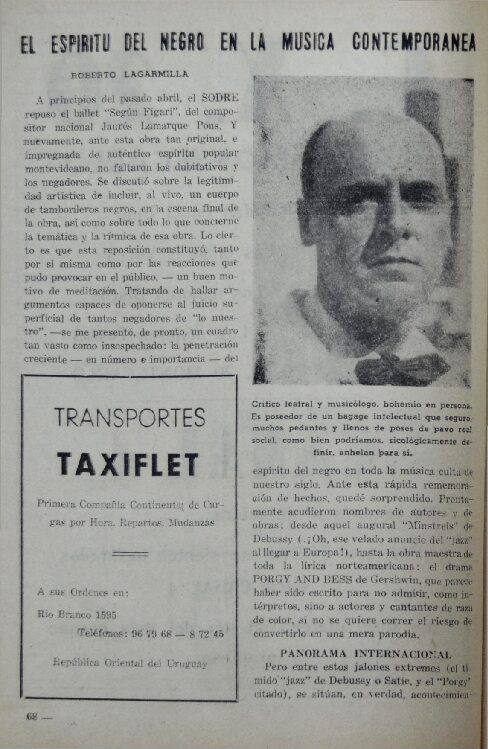 EL ESPIRITU DEL NEGRO EN LA MUSICA CONTEMPORANEA
ROBERTO LAGARMILLA
A principios del pasado abril, el SODRE
repuso el ballet "Según Figari", del compo-
sitor nacional Jaurés Lamarque Pons. Y
nuevamente, ante esta obra tan original, e
impregnada de auténtico espíritu popular
montevideano, no faltaron los dubitativos y
los negadores. Se discutió sobre la legitimi-
dad artística de incluir, al vivo, un cuerpo
de tamborileros negros, en la escena final de
la obra, así como sobre todo lo que concierne
la temática y la rítmica de esa obra. Lo cier-
to es que esta reposición constituyó, tanto
por sí misma como por las reacciones que
pudo provocar en el público, — un buen mo-
tivo de meditación. Tratando de hallar ar-
gumentos capaces de oponerse al juicio su-
perficial de tantos negadores de "lo nues-
tro", —se me presentó, de pronto, un cuadro
tan vasto como insospechado: la penetración
creciente — en número e importancia — del
TRANSPORTES
TAXIFLET
Primera Compañía Continental de Car-
gas por Hora. Repartos. Mudanzas
A sus Ordenes en:
Río Branco 1595
Teléfonos: 96 79 68 — 8 72 45
República Oriental del Uruguay
Crítico teatral y musicólogo, bohemio en persona.
Es poseedor de un bagage intelectual que seguro,
muchos pedantes y llenos de poses de pavo real
social, como bien podríamos, sicológicamente de-
finir, anhelan para sí.
espíritu del negro en toda la música culta de
nuestro siglo. Ante esta rápida rememora-
ción de hechos, quedé sorprendido. Pronta-
mente acudieron nombres de autores y de
obras; desde aquel augural "Minstrels" de
Debussy (¡Oh, ese velado anuncio del "jazz"
al llegar a Europa!), hasta la obra maestra de
toda la lírica norteamericana: el drama
PORGY AND BESS de Gershwin, que parece
haber sido escrito para no admitir, como in-
térpretes, sino a actores y cantantes de raza
de color, si no se quiere correr el riesgo de
convertirlo en una mera parodia.
PANORAMA INTERNACIONAL
Pero entre estos jalones extremos (el tí-
mido "jazz" de Debussy o Satie, y el "Porgy"
citado), se sitúan, en verdad, acontecimien-
68 —